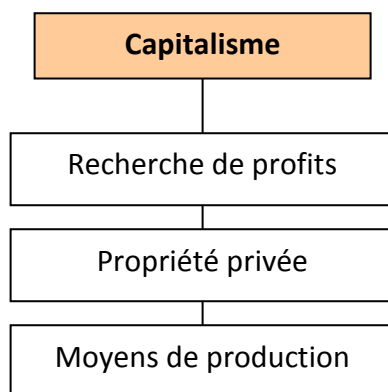 Capitalisme
Recherche de profits
Propriété privée
Moyens de production